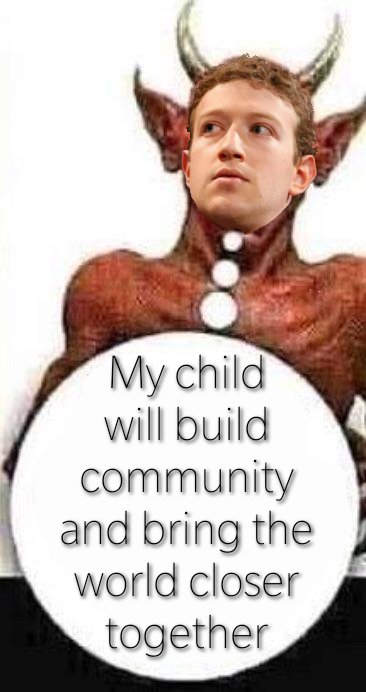 My child
will build
community
and bring the
world closer
together